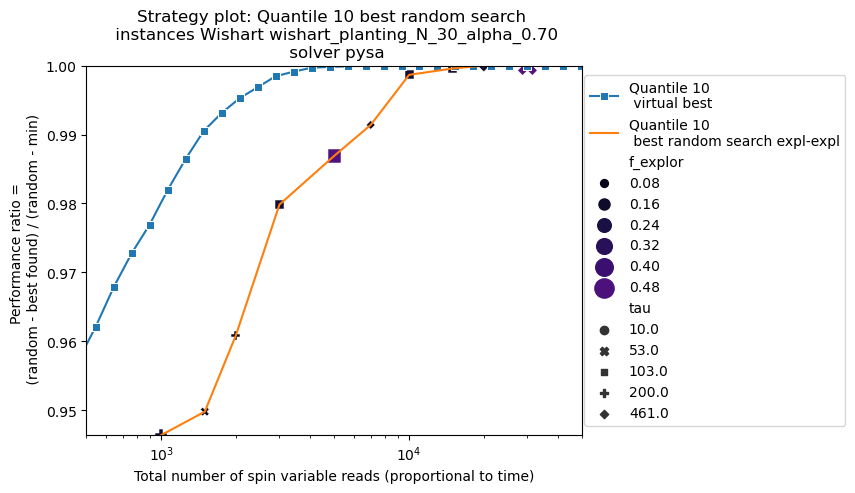 Strategy plot: Quantile 10 best random search
instances Wishart wishart_planting_N_30_alpha_0.70
solver pysa
1.00
0.99
0.98
0.97
0.96
0.95
Performance ratio =
(random - best found) / (random - min)
10^3
10^4
Total number of spin variable reads (proportional to time)
Quantile 10
virtual best
Quantile 10
best random search expl-expl
f_explor
0.08
0.16
0.24
0.32
0.40
0.48
tau
10.0
53.0
103.0
200.0
461.0